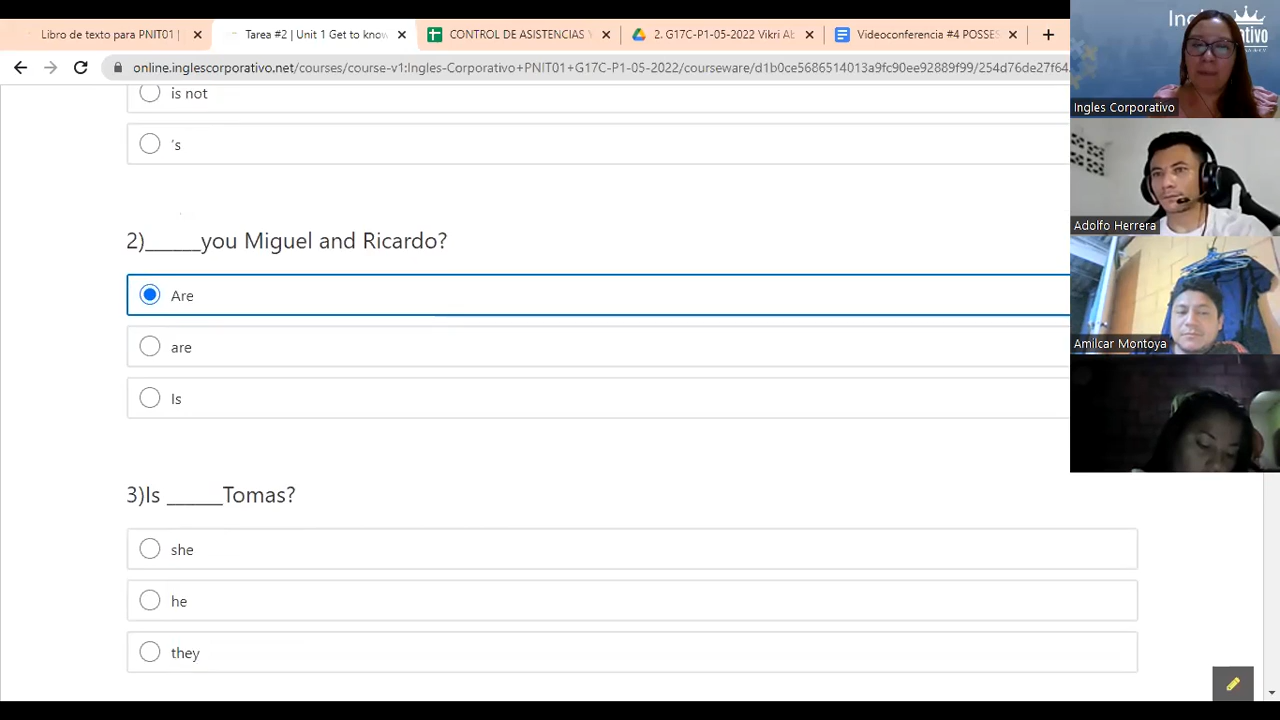 Libro de texto para PNIT01 |
Tarea #2 | Unit 1 Get to know
CONTROL DE ASISTENCIAS V
2. G17C-P1-05-2022 Vikri Ab
Videoconferencia #4 POSSES
online.inglescorporativo.net/courses/course-v1:Ingles-Corporativo+PNIT01+G17C-P1-05-2022/courseware/d1b0ce5686514013a9fc90ee92889f99/254d76de27f64
Ingles Corporativo
Adolfo Herrera
Amilcar Montoya
is not
's
2)______you Miguel and Ricardo?
Are
are
Is
3)Is ______Tomas?
she
he
they